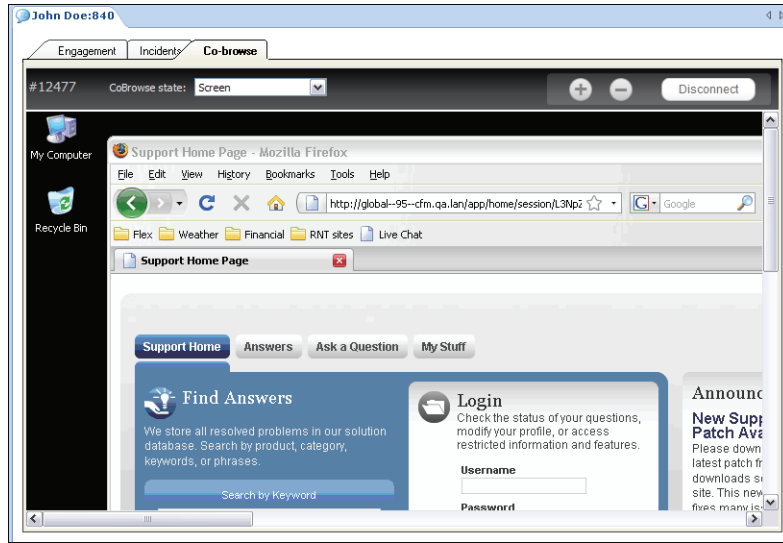 John Doe:840
Engagement Incidents Co-browse
#12477 CoBrowse state: Screen Disconnect
My Computer
Support Home Page - Mozilla Firefox
File Edit View History Bookmarks Tools Help
http://global--95--cfm.qa.lan/app/home/session/L3Npz G Google
Recycle Bin
Flex Weather Financial RNT sites Live Chat
Support Home Page
Support Home Answers Ask a Question My Stuff
Find Answers
We store all resolved problems in our solution
database. Search by product, category,
keywords, or phrases.
Search by Keyword
Login
Check the status of your questions,
modify your profile, or access
restricted information and features.
Username
Password
Announc
New Supp
Patch Ava
Please down
latest patch fr
downloads s
site. This new
fixes many is